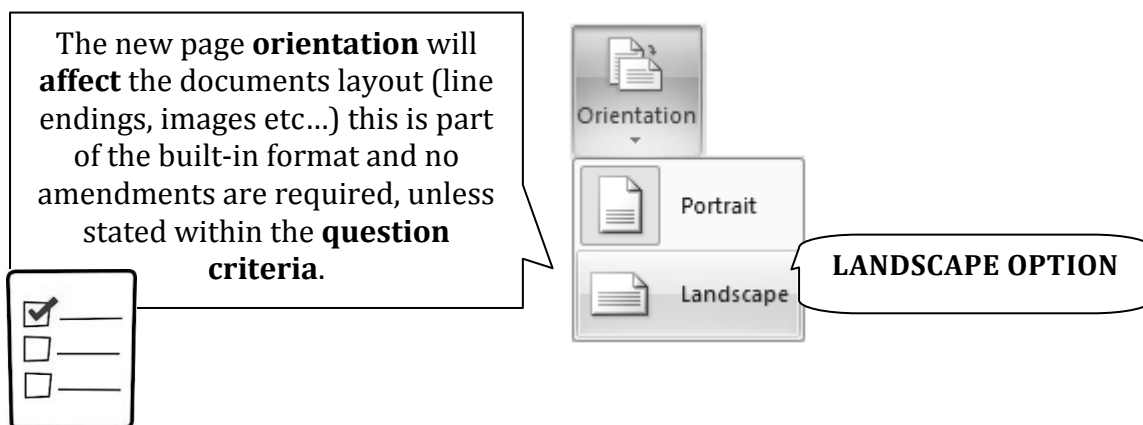 The new page orientation will
affect the documents layout (line
endings, images etc...) this is part
of the built-in format and no
amendments are required, unless
stated within the question
criteria.
Orientation
Portrait
Landscape
LANDSCAPE OPTION